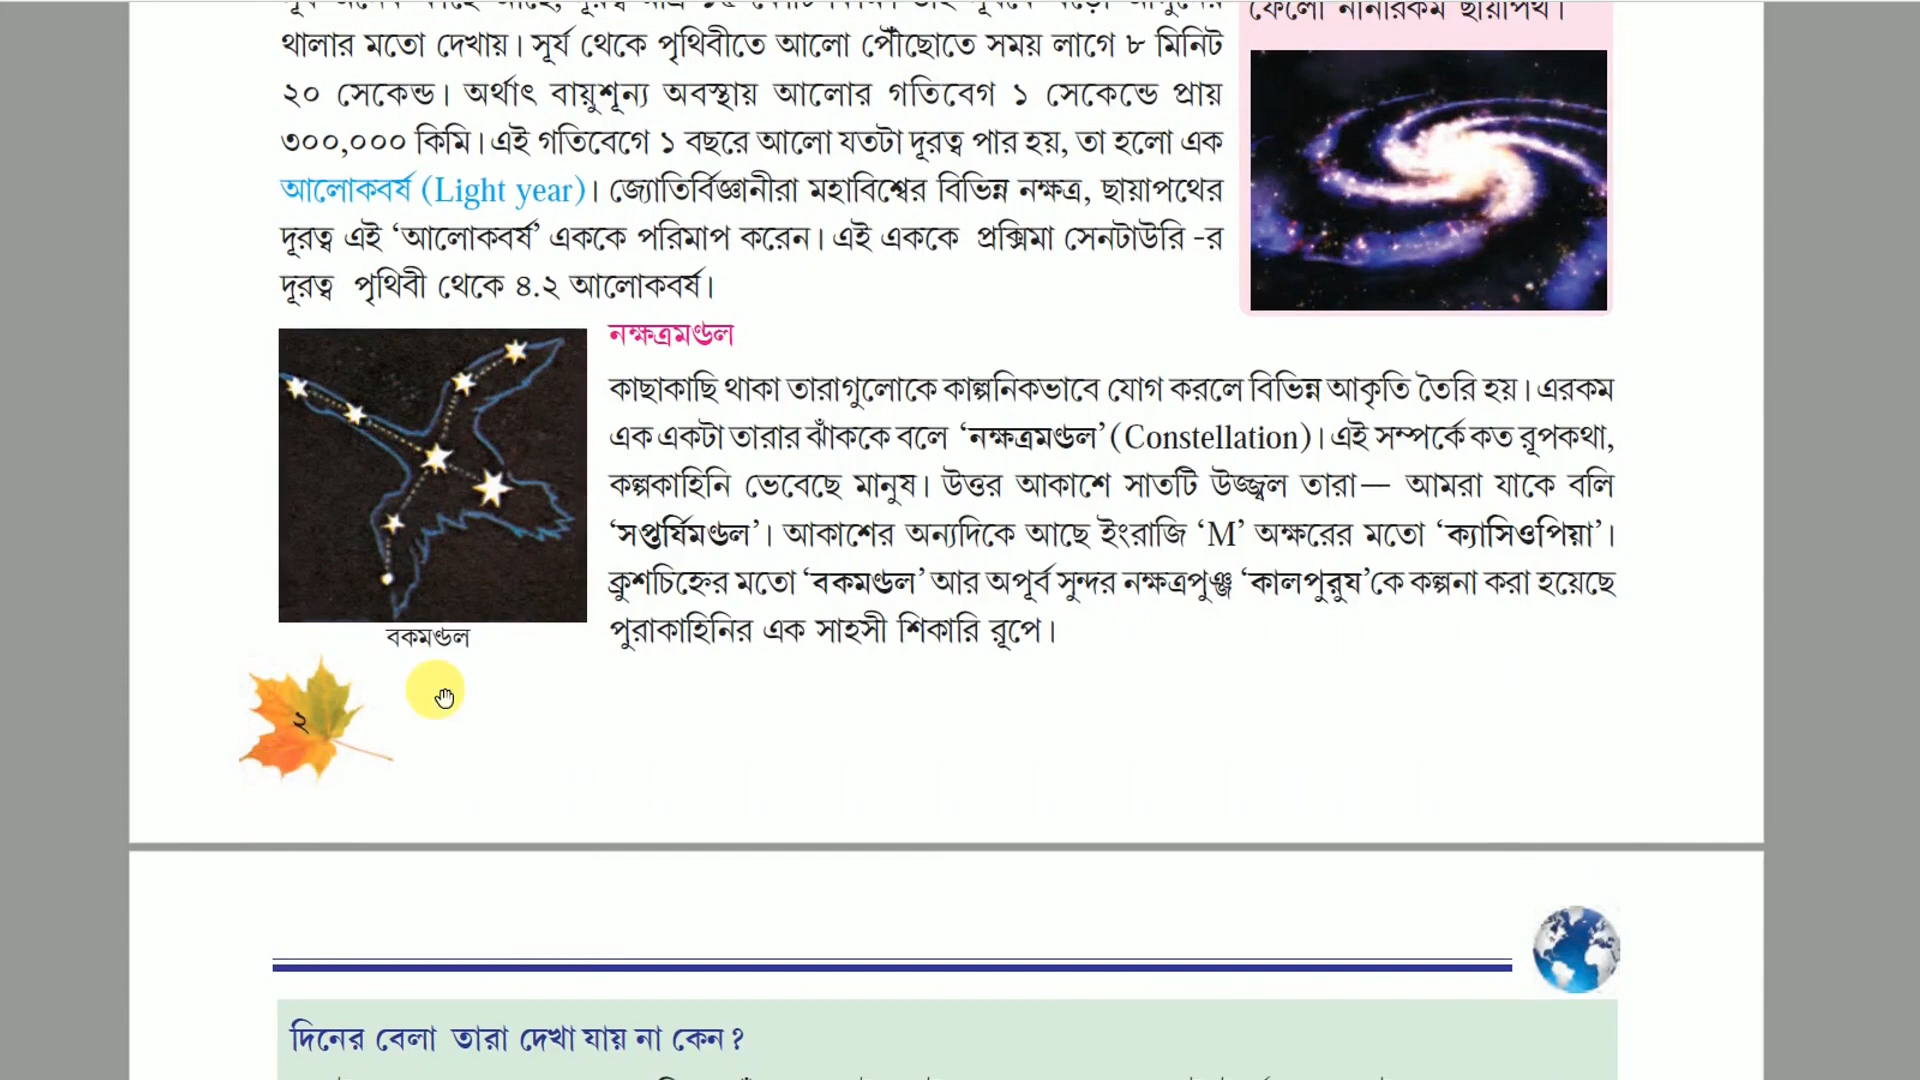 ফেলো নানারকম ছায়াপথ।
থালার মতো দেখায়। সূর্য থেকে পৃথিবীতে আলো পৌঁছোতে সময় লাগে ৮ মিনিট
২০ সেকেন্ড। অর্থাৎ বায়ুশূন্য অবস্থায় আলোর গতিবেগ ১ সেকেন্ডে প্রায়
৩০০,০০০ কিমি। এই গতিবেগে ১ বছরে আলো যতটা দূরত্ব পার হয়, তা হলো এক
আলোকবর্ষ (Light year)। জ্যোতির্বিজ্ঞানীরা মহাবিশ্বের বিভিন্ন নক্ষত্র, ছায়াপথের
দূরত্ব এই ‘আলোকবর্ষ’ এককে পরিমাপ করেন। এই এককে প্রক্সিমা সেনটাউরি -র
দূরত্ব পৃথিবী থেকে ৪.২ আলোকবর্ষ।
নক্ষত্রমণ্ডল
কাছাকাছি থাকা তারাগুলোকে কাল্পনিকভাবে যোগ করলে বিভিন্ন আকৃতি তৈরি হয়। এরকম
এক একটা তারার ঝাঁককে বলে ‘নক্ষত্রমণ্ডল’ (Constellation)। এই সম্পর্কে কত রূপকথা,
কল্পকাহিনি ভেবেছে মানুষ। উত্তর আকাশে সাতটি উজ্জ্বল তারা— আমরা যাকে বলি
‘সপ্তর্ষিমণ্ডল’। আকাশের অন্যদিকে আছে ইংরাজি ‘M’ অক্ষরের মতো ‘ক্যাসিওপিয়া’।
ক্রুশচিহ্নের মতো ‘বকমণ্ডল’ আর অপূর্ব সুন্দর নক্ষত্রপুঞ্জ ‘কালপুরুষ’কে কল্পনা করা হয়েছে
পুরাকাহিনির এক সাহসী শিকারি রূপে।
বকমণ্ডল
২
দিনের বেলা তারা দেখা যায় না কেন ?